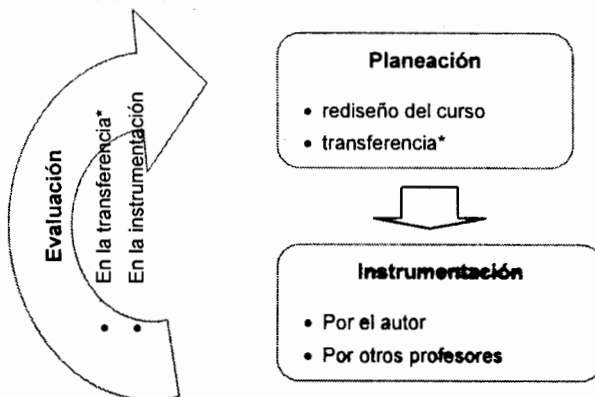 Evaluación
• En la transferencia*
• En la instrumentación
Planeación
• rediseño del curso
• transferencia*
Instrumentación
• Por el autor
• Por otros profesores